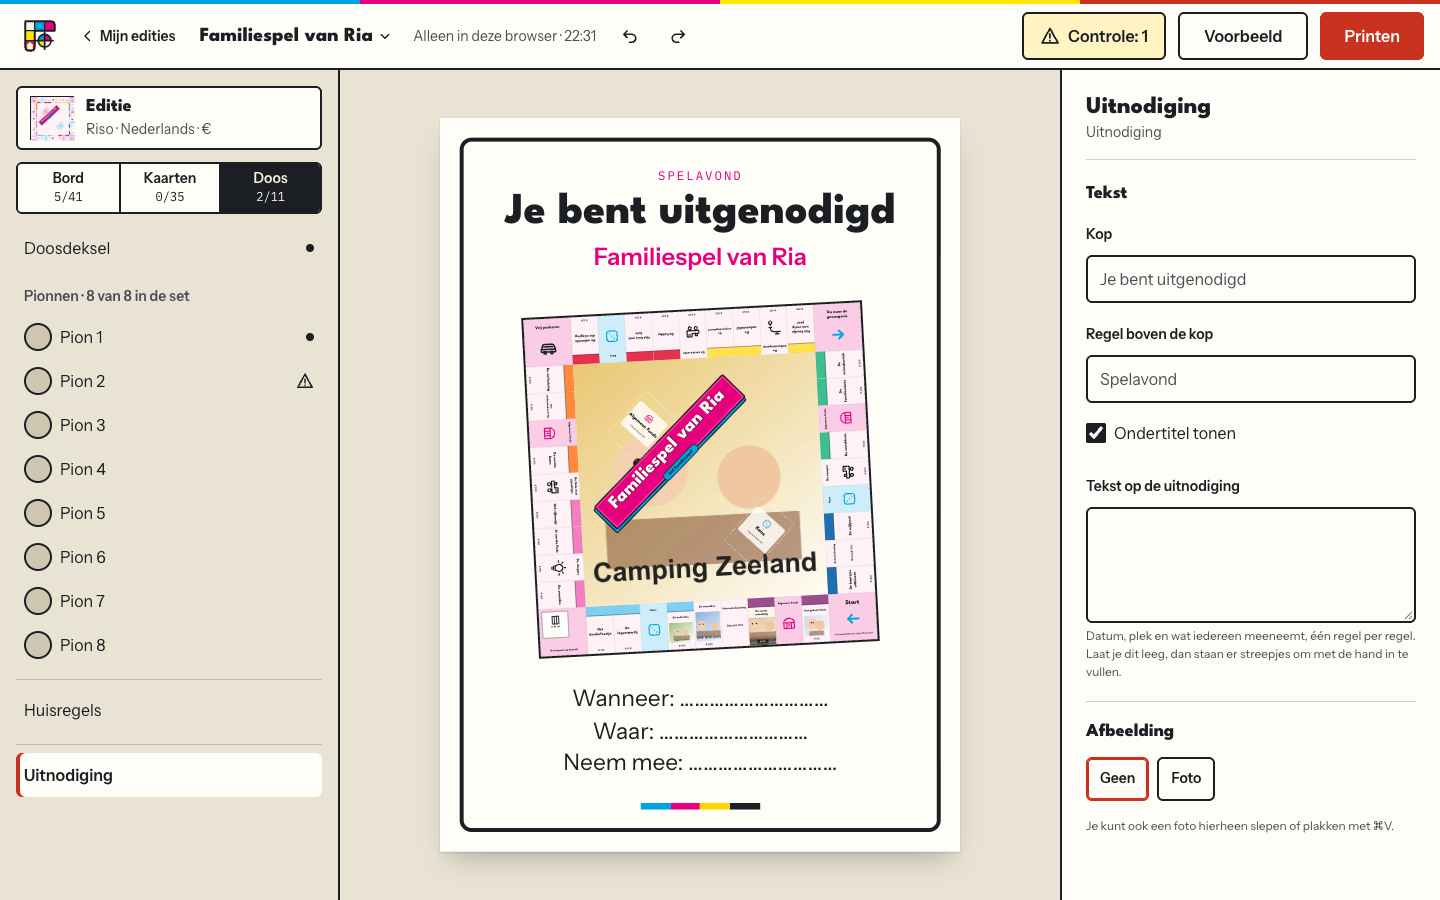 Mijn edities
Familiespel van Ria
Alleen in deze browser · 22:31
Controle: 1
Voorbeeld
Printen
Editie
Riso · Nederlands · €
Bord
5/41
Kaarten
0/35
Doos
2/11
Doosdeksel
Pionnen · 8 van 8 in de set
Pion 1
Pion 2
Pion 3
Pion 4
Pion 5
Pion 6
Pion 7
Pion 8
Huisregels
Uitnodiging
SPELAVOND
Je bent uitgenodigd
Familiespel van Ria
Familiespel van Ria
Camping Zeeland
Start
Wanneer: ..............................
Waar: ..............................
Neem mee: ..............................
Uitnodiging
Uitnodiging
Tekst
Kop
Je bent uitgenodigd
Regel boven de kop
Spelavond
Ondertitel tonen
Tekst op de uitnodiging
Datum, plek en wat iedereen meeneemt, één regel per regel.
Laat je dit leeg, dan staan er streepjes om met de hand in te
vullen.
Afbeelding
Geen
Foto
Je kunt ook een foto hierheen slepen of plakken met ⌘V.